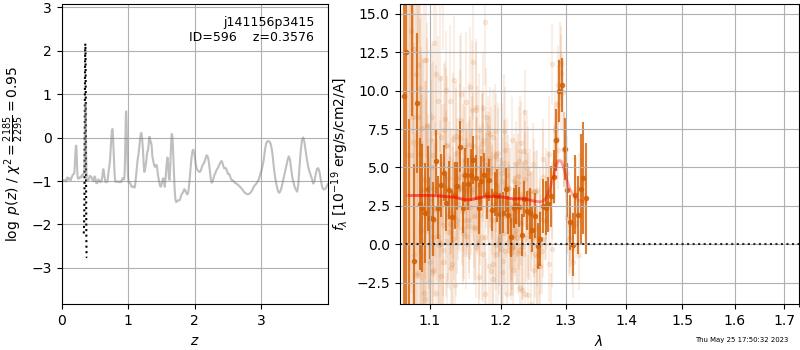 j141156p3415
ID=596 z=0.3576
log p(z) / χ² = 2185/2295 = 0.95
3
2
1
0
−1
−2
−3
0 1 2 3
z
f_λ [10⁻¹⁹ erg/s/cm2/A]
15.0
12.5
10.0
7.5
5.0
2.5
0.0
−2.5
1.1 1.2 1.3 1.4 1.5 1.6 1.7
λ
Thu May 25 17:50:32 2023